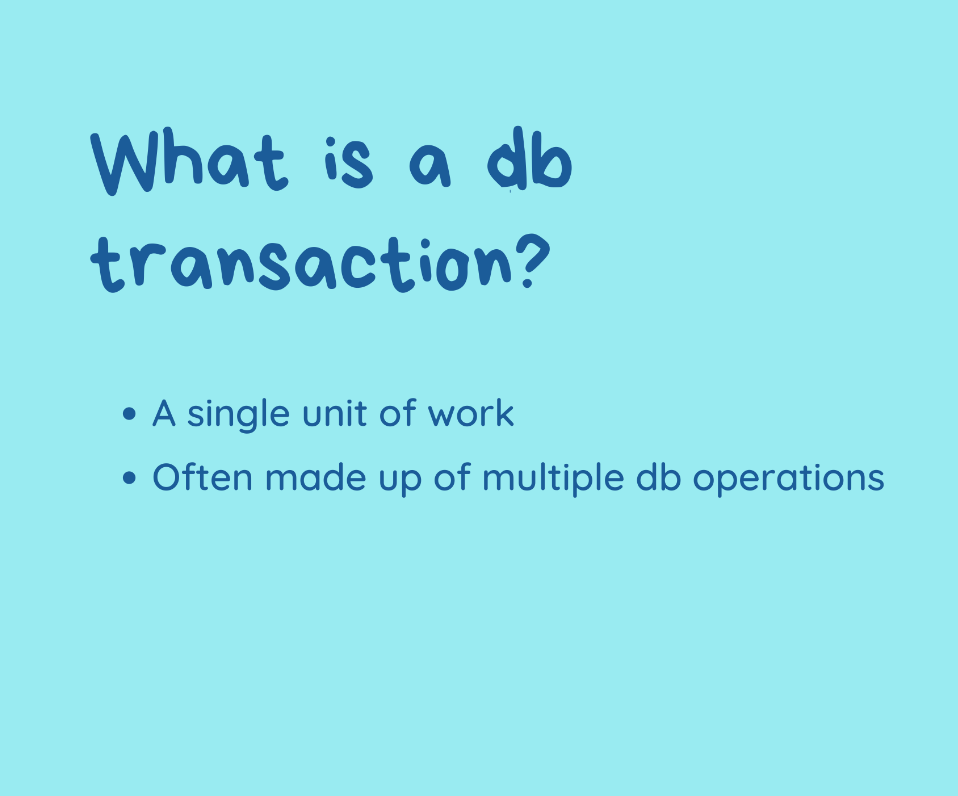 What is a db
transaction?
• A single unit of work
• Often made up of multiple db operations